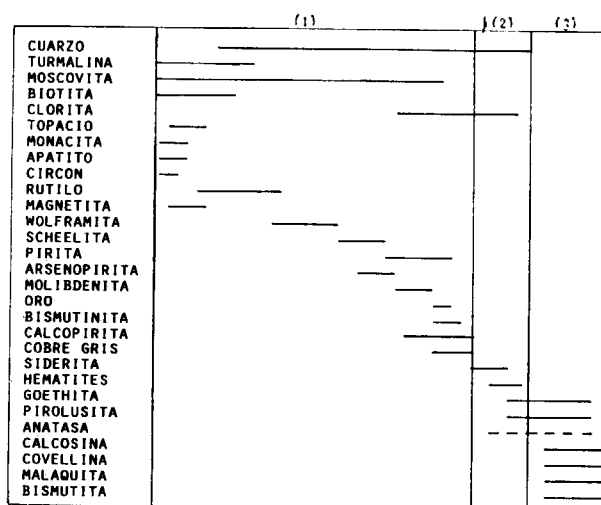 (1) (2) (3)
CUARZO
TURMALINA
MOSCOVITA
BIOTITA
CLORITA
TOPACIO
MONACITA
APATITO
CIRCON
RUTILO
MAGNETITA
WOLFRAMITA
SCHEELITA
PIRITA
ARSENOPIRITA
MOLIBDENITA
ORO
BISMUTINITA
CALCOPIRITA
COBRE GRIS
SIDERITA
HEMATITES
GOETHITA
PIROLUSITA
ANATASA
CALCOSINA
COVELLINA
MALAQUITA
BISMUTITA